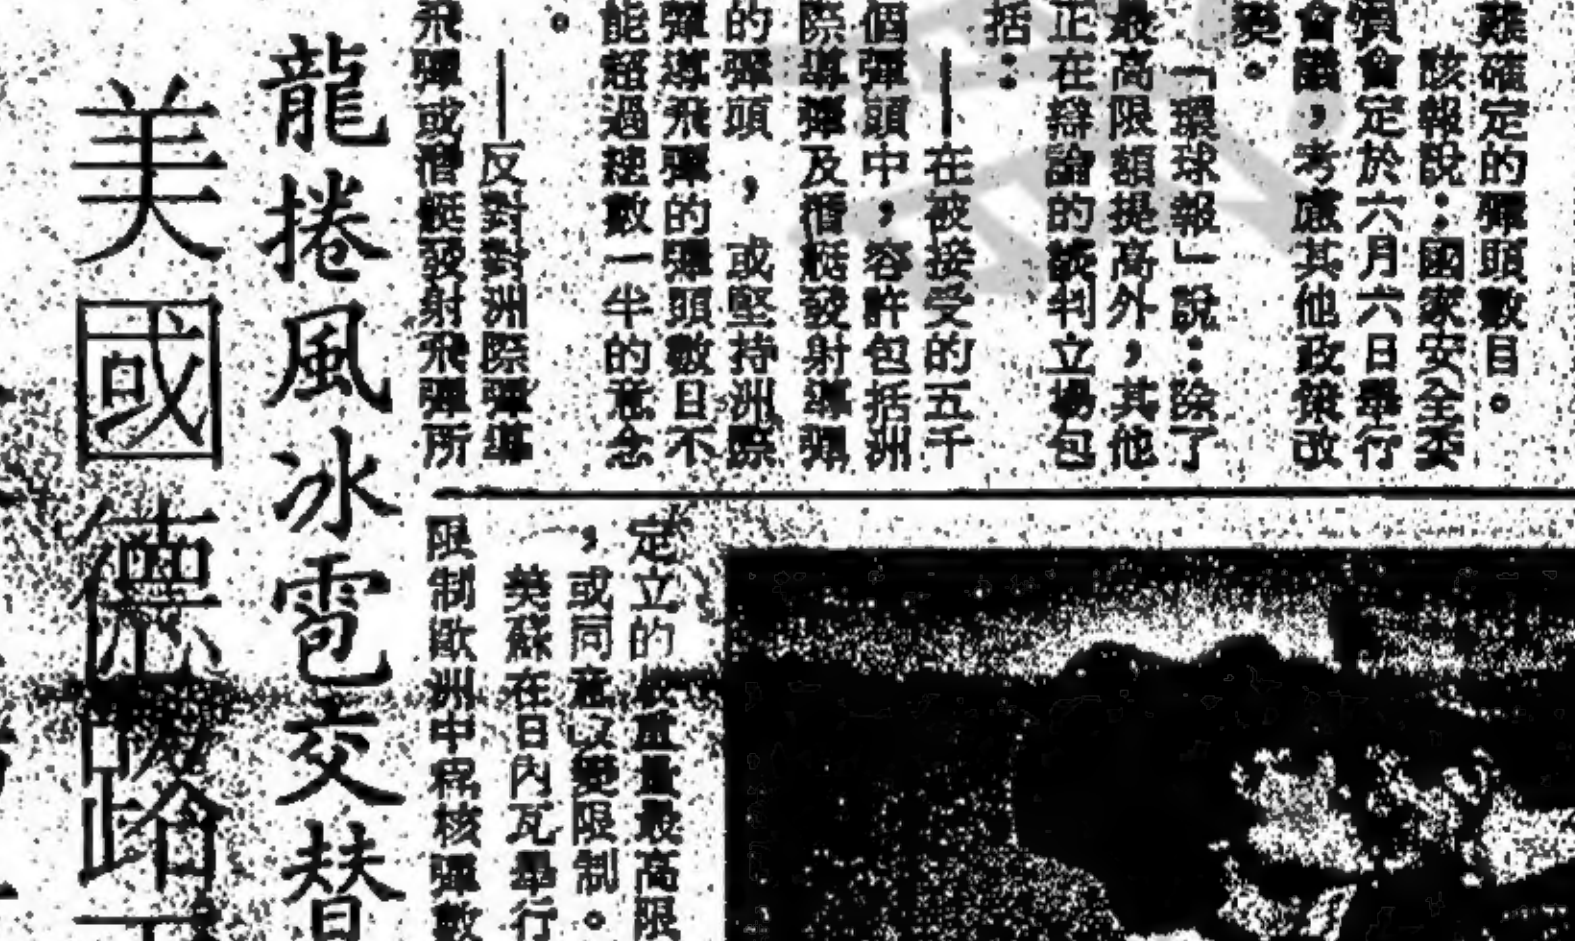 難確定的彈頭數目。
該報說：國家安全委
員會定於六月六日舉行
會議，考慮其他政策改
變。
「環球報」說：除了
最高限額提高外，其他
正在辯論的談判立場包
括：
——在被接受的五千
個彈頭中，容許包括洲
際導彈及潛艇發射導彈
的彈頭，或堅持洲際
彈導飛彈的彈頭數目不
能超過總數一半的意念
。
——反對對洲際彈導
飛彈或潛艇發射飛彈所
定立的重量最高限
，或同意改變限制。
美蘇在日內瓦舉行
限制歐洲中程核彈數
龍捲風冰雹交替
美國德